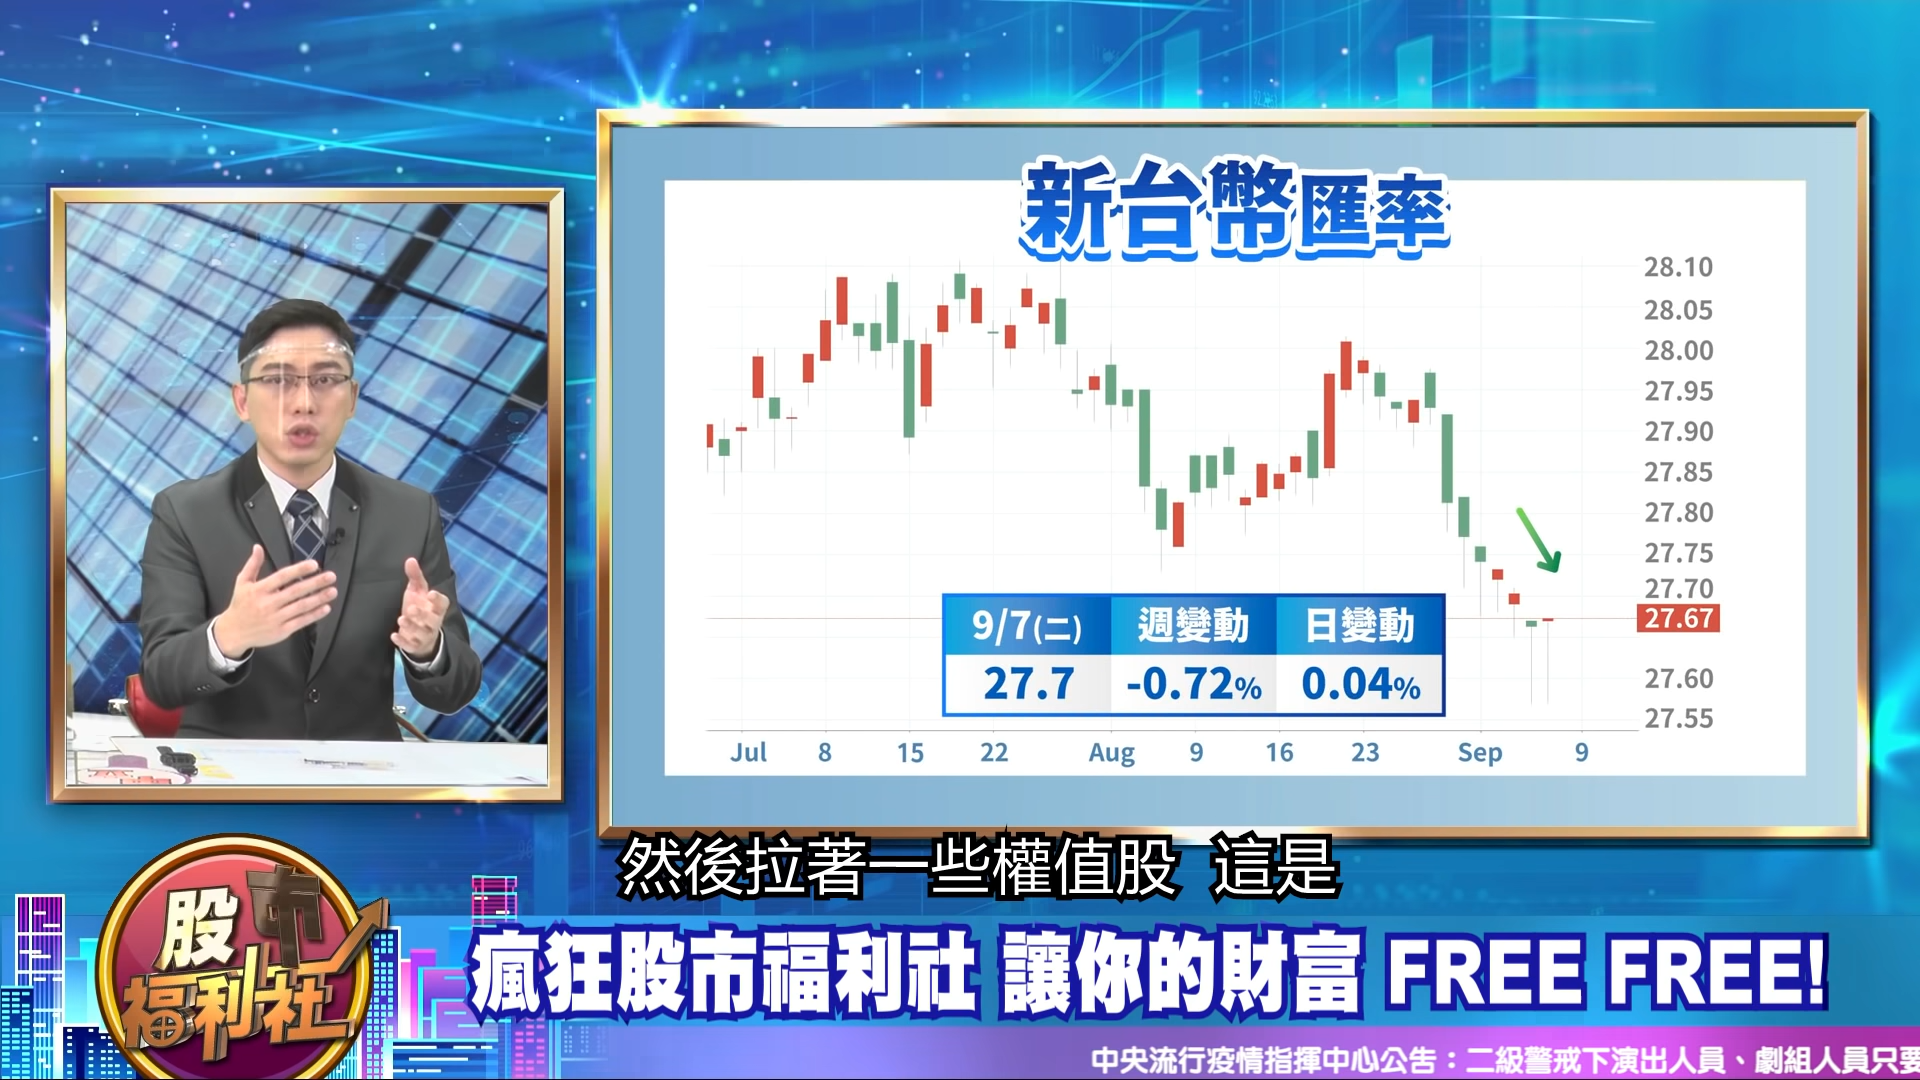 新台幣匯率
28.10
28.05
28.00
27.95
27.90
27.85
27.80
27.75
27.70
27.67
27.60
27.55
9/7(二) 週變動 日變動
27.7 -0.72% 0.04%
Jul 8 15 22 Aug 9 16 23 Sep 9
然後拉著一些權值股 這是
股市
福利社
瘋狂股市福利社 讓你的財富 FREE FREE!
中央流行疫情指揮中心公告：二級警戒下演出人員、劇組人員只要